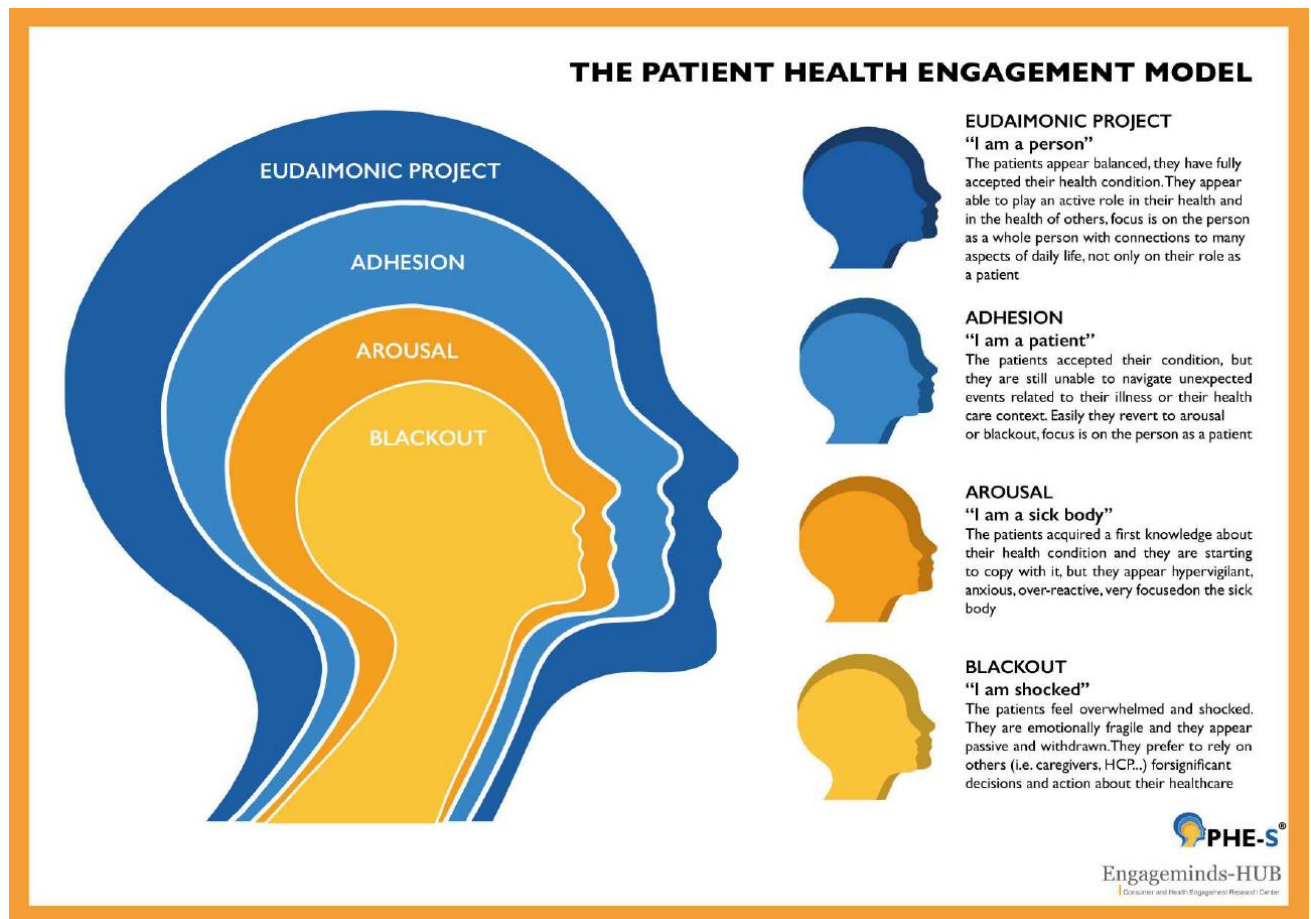 THE PATIENT HEALTH ENGAGEMENT MODEL
EUDAIMONIC PROJECT
ADHESION
AROUSAL
BLACKOUT
EUDAIMONIC PROJECT
“I am a person”
The patients appear balanced, they have fully
accepted their health condition. They appear
able to play an active role in their health and
in the health of others, focus is on the person
as a whole person with connections to many
aspects of daily life, not only on their role as
a patient
ADHESION
“I am a patient”
The patients accepted their condition, but
they are still unable to navigate unexpected
events related to their illness or their health
care context. Easily they revert to arousal
or blackout, focus is on the person as a patient
AROUSAL
“I am a sick body”
The patients acquired a first knowledge about
their health condition and they are starting
to copy with it, but they appear hypervigilant,
anxious, over-reactive, very focusedon the sick
body
BLACKOUT
“I am shocked”
The patients feel overwhelmed and shocked.
They are emotionally fragile and they appear
passive and withdrawn. They prefer to rely on
others (i.e. caregivers, HCP...) forsignificant
decisions and action about their healthcare
PHE-S®
Engageminds-HUB
Consumer and Health Engagement Research Center